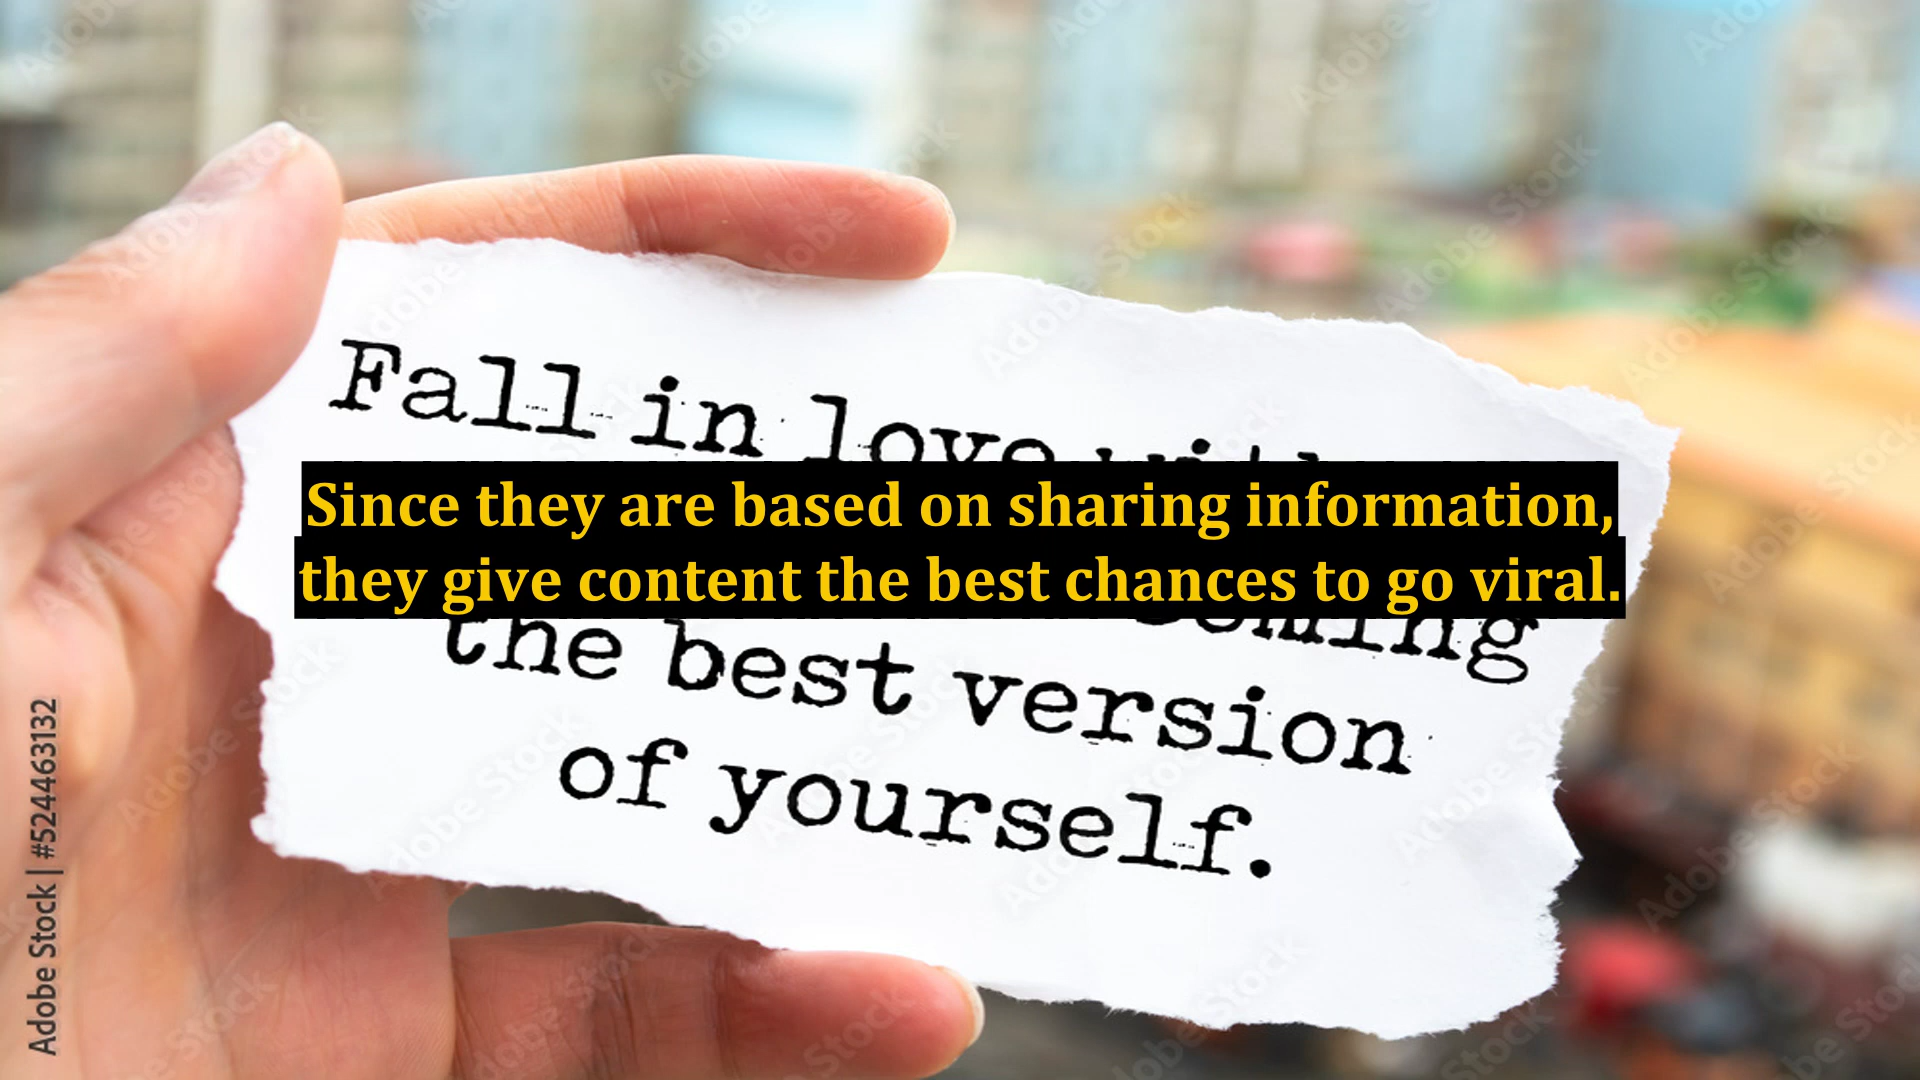 Fall in love
Since they are based on sharing information,
they give content the best chances to go viral.
the best version
of yourself.
Adobe Stock | #524463132